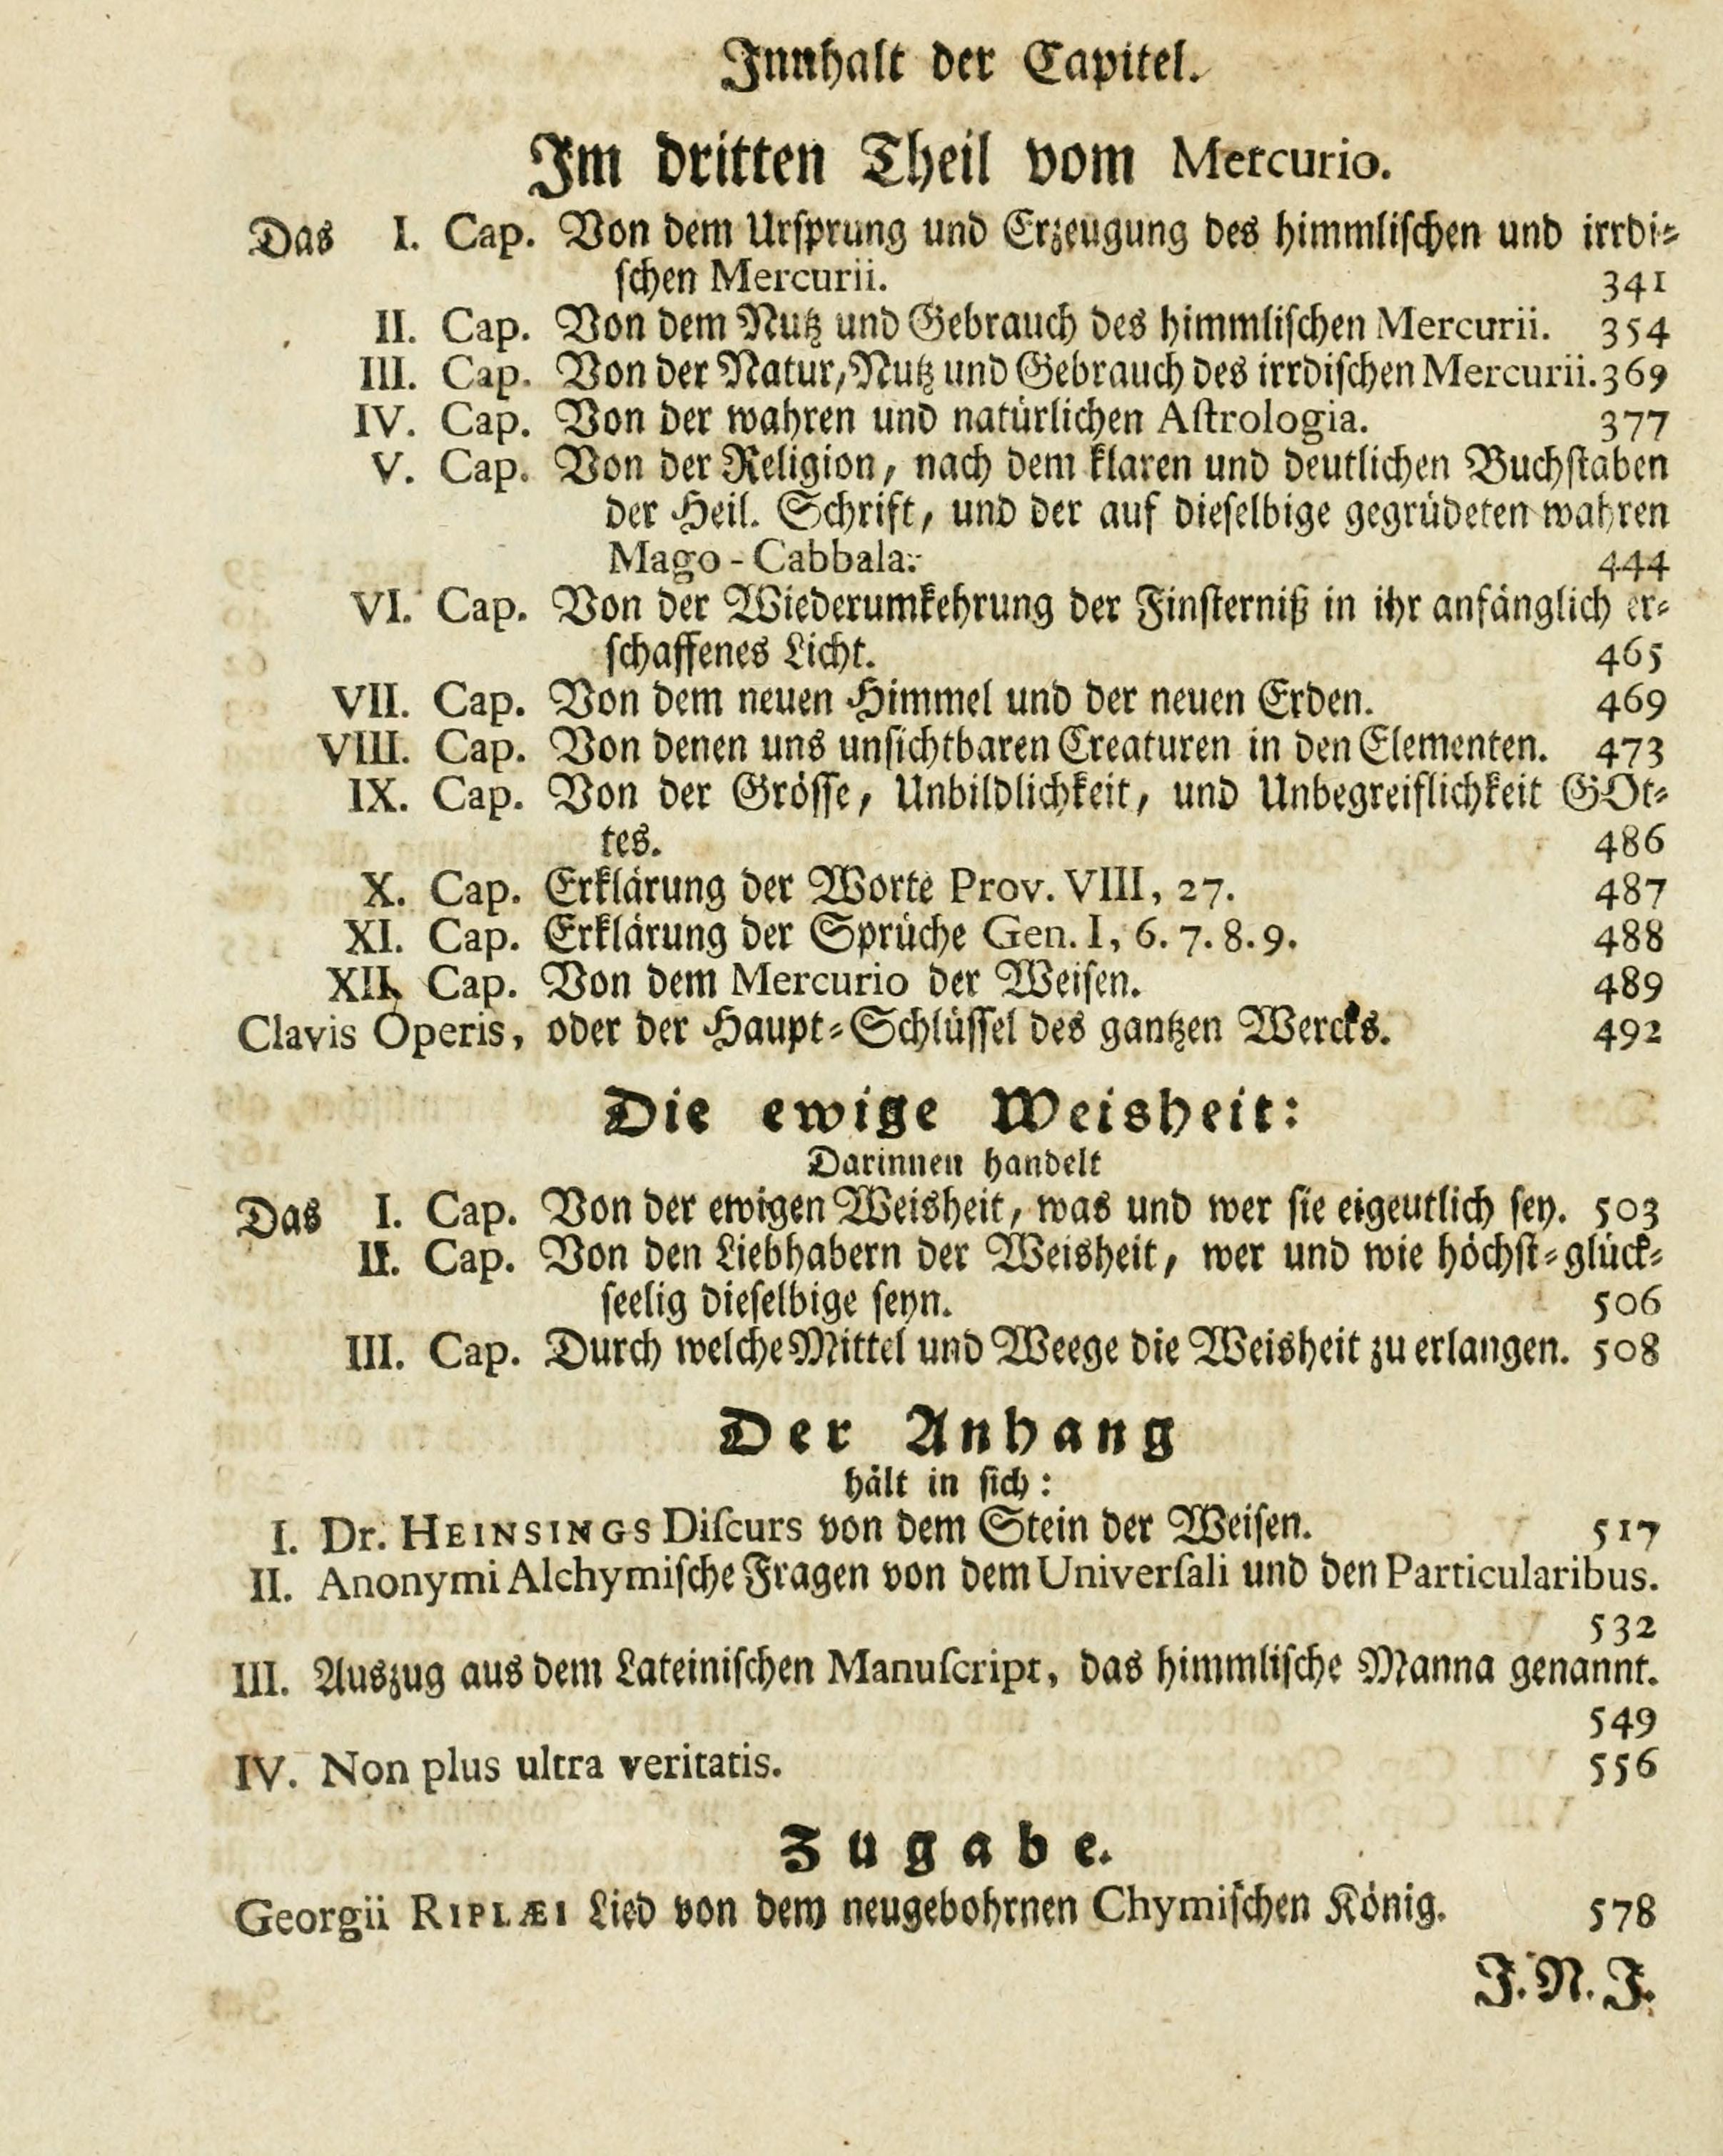 Innhalt der Capitel.
Im dritten Theil vom Mercurio.
Das I. Cap. Von dem Ursprung und Erzeugung des himmlischen und irrdi⸗
schen Mercurii. 341
II. Cap. Von dem Nutz und Gebrauch des himmlischen Mercurii. 354
III. Cap. Von der Natur, Nutz und Gebrauch des irrdischen Mercurii. 369
IV. Cap. Von der wahren und natürlichen Astrologia. 377
V. Cap. Von der Religion, nach dem klaren und deutlichen Buchstaben
der Heil. Schrift, und der auf dieselbige gegrüdeten wahren
Mago-Cabbala. 444
VI. Cap. Von der Wiederumkehrung der Finsterniß in ihr anfänglich er⸗
schaffenes Licht. 465
VII. Cap. Von dem neuen Himmel und der neuen Erden. 469
VIII. Cap. Von denen uns unsichtbaren Creaturen in den Elementen. 473
IX. Cap. Von der Grösse, Unbildlichkeit, und Unbegreiflichkeit GOt⸗
tes. 486
X. Cap. Erklärung der Worte Prov. VIII, 27. 487
XI. Cap. Erklärung der Sprüche Gen. I, 6. 7. 8. 9. 488
XII. Cap. Von dem Mercurio der Weisen. 489
Clavis Operis, oder der Haupt⸗Schlüssel des gantzen Wercks. 492
Die ewige Weisheit:
Darinnen handelt
Das I. Cap. Von der ewigen Weisheit, was und wer sie eigeutlich sey. 503
II. Cap. Von den Liebhabern der Weisheit, wer und wie höchst⸗glück⸗
seelig dieselbige seyn. 506
III. Cap. Durch welche Mittel und Weege die Weisheit zu erlangen. 508
Der Anhang
hält in sich:
I. Dr. HEINSINGS Discurs von dem Stein der Weisen. 517
II. Anonymi Alchymische Fragen von dem Universali und den Particularibus.
532
III. Auszug aus dem Lateinischen Manuscript, das himmlische Manna genannt.
549
IV. Non plus ultra veritatis. 556
Zugabe.
Georgii RIPLÆI Lied von dem neugebohrnen Chymischen König. 578
J. N. J.